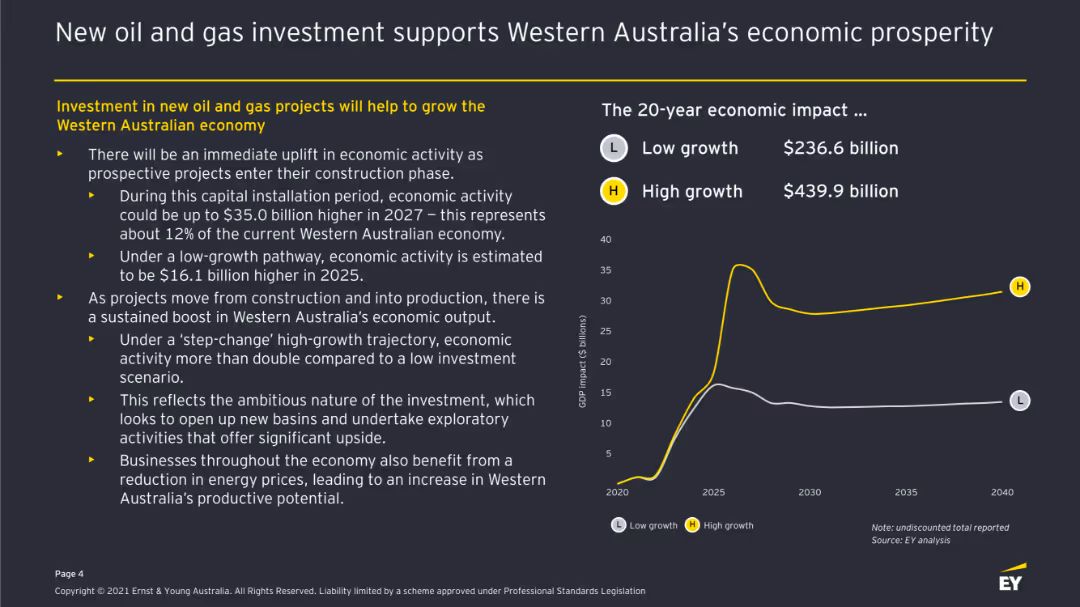 New oil and gas investment supports Western Australia's economic prosperity
Investment in new oil and gas projects will help to grow the
Western Australian economy
There will be an immediate uplift in economic activity as
prospective projects enter their construction phase.
During this capital installation period, economic activity
could be up to $35.0 billion higher in 2027 – this represents
about 12% of the current Western Australian economy.
Under a low-growth pathway, economic activity is estimated
to be $16.1 billion higher in 2025.
As projects move from construction and into production, there is
a sustained boost in Western Australia's economic output.
Under a ‘step-change’ high-growth trajectory, economic
activity more than double compared to a low investment
scenario.
This reflects the ambitious nature of the investment, which
looks to open up new basins and undertake exploratory
activities that offer significant upside.
Businesses throughout the economy also benefit from a
reduction in energy prices, leading to an increase in Western
Australia's productive potential.
The 20-year economic impact ...
L Low growth $236.6 billion
H High growth $439.9 billion
GDP impact ($ billions)
40
35
30
25
20
15
10
5
H
L
2020 2025 2030 2035 2040
L Low growth H High growth
Note: undiscounted total reported
Source: EY analysis
Page 4
Copyright © 2021 Ernst & Young Australia. All Rights Reserved. Liability limited by a scheme approved under Professional Standards Legislation
EY